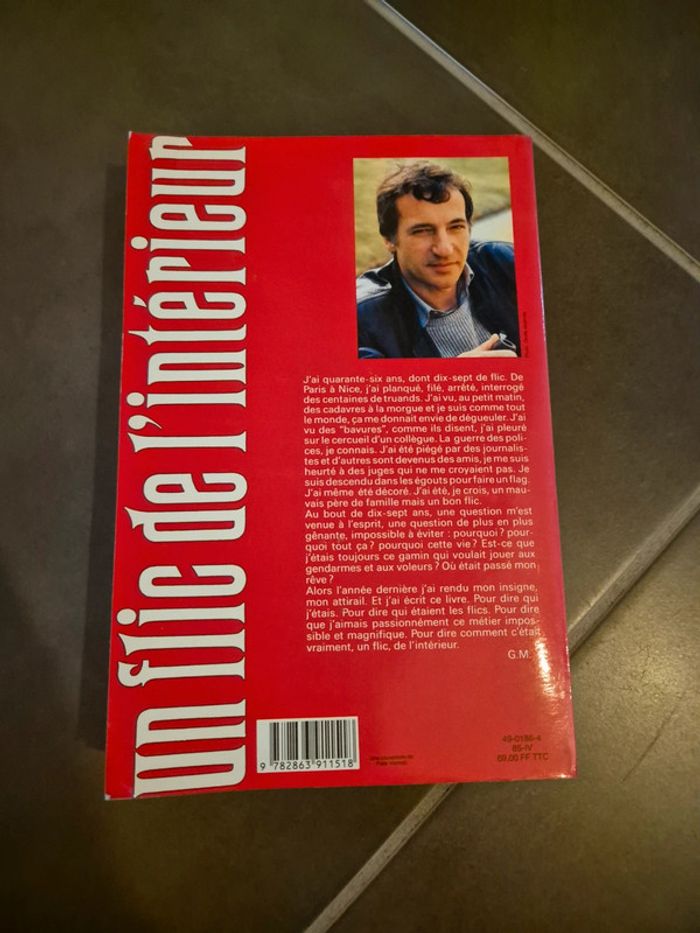 un flic de l'intérieur
J'ai quarante-six ans, dont dix-sept de flic. De
Paris à Nice, j'ai planqué, filé, arrêté, interrogé
des centaines de truands. J'ai vu, au petit matin,
des cadavres à la morgue et je suis comme tout
le monde, ça me donnait envie de dégueuler. J'ai
vu des "bavures", comme ils disent, j'ai pleuré
sur le cercueil d'un collègue. La guerre des poli-
ces, je connais. J'ai été piégé par des journalis-
tes et d'autres sont devenus des amis, je me suis
heurté à des juges qui ne me croyaient pas. Je
suis descendu dans les égouts pour faire un flag.
J'ai même été décoré. J'ai été, je crois, un mau-
vais père de famille mais un bon flic.
Au bout de dix-sept ans, une question m'est
venue à l'esprit, une question de plus en plus
gênante, impossible à éviter : pourquoi ? pour-
quoi tout ça ? pourquoi cette vie ? Est-ce que
j'étais toujours ce gamin qui voulait jouer aux
gendarmes et aux voleurs ? Où était passé mon
rêve ?
Alors l'année dernière j'ai rendu mon insigne,
mon attirail. Et j'ai écrit ce livre. Pour dire qui
j'étais. Pour dire qui étaient les flics. Pour dire
que j'aimais passionnément ce métier impos-
sible et magnifique. Pour dire comment c'était
vraiment, un flic, de l'intérieur.
G.M.
9 782863 911518
Une couverture de
49-0186-4
85-IV
69,00 FF TTC